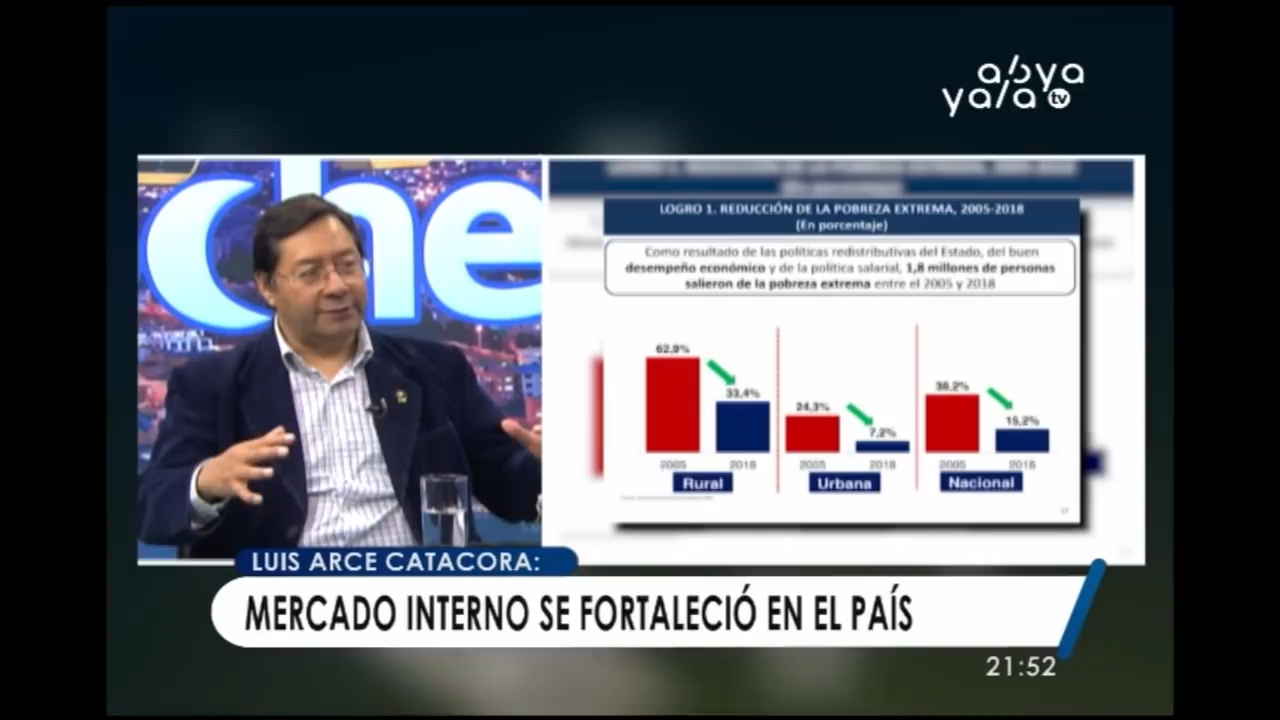 abya
yala tv
che
LOGRO 1. REDUCCIÓN DE LA POBREZA EXTREMA, 2005-2018
(En porcentaje)
Como resultado de las políticas redistributivas del Estado, del buen
desempeño económico y de la política salarial, 1,8 millones de personas
salieron de la pobreza extrema entre el 2005 y 2018
62,9%
33,4%
24,3%
7,2%
38,2%
15,2%
2005 2018 2005 2018 2005 2018
Rural Urbana Nacional
LUIS ARCE CATACORA:
MERCADO INTERNO SE FORTALECIÓ EN EL PAÍS
21:52